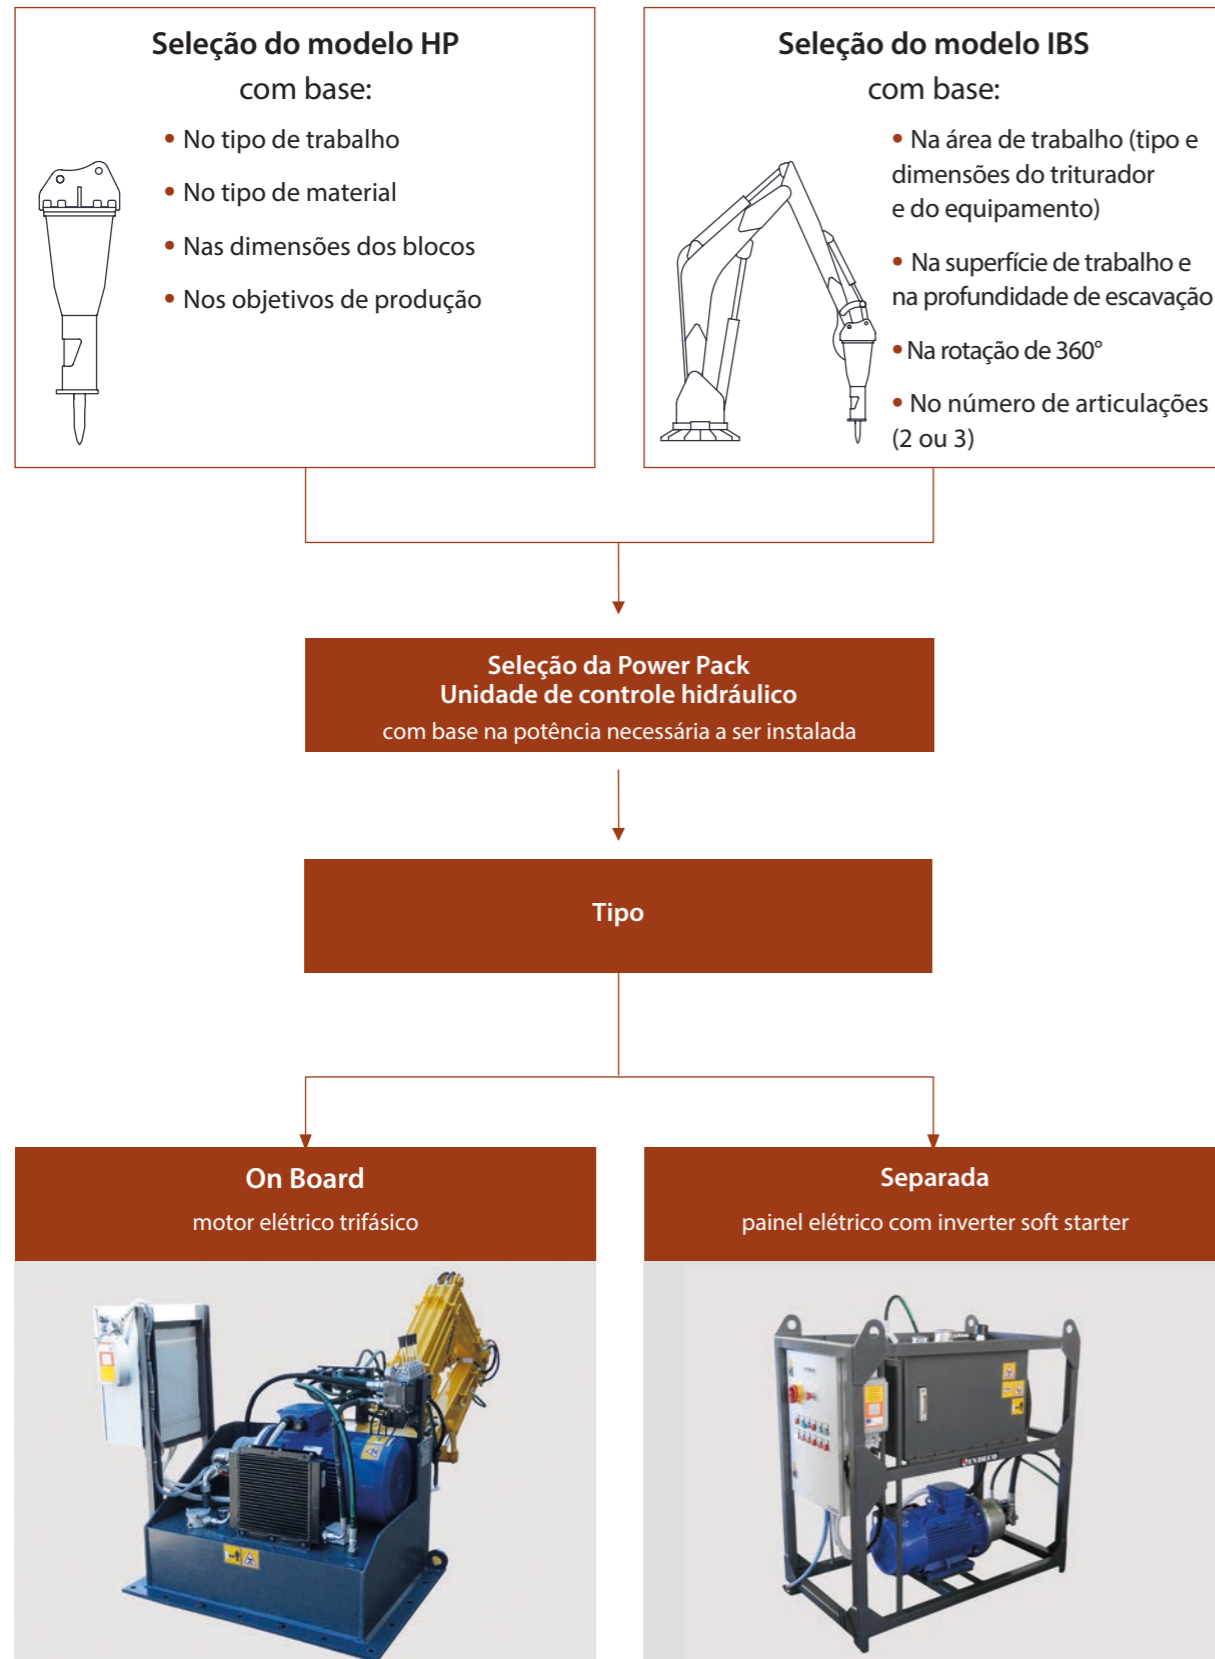 Seleção do modelo HP
com base:
• No tipo de trabalho
• No tipo de material
• Nas dimensões dos blocos
• Nos objetivos de produção
Seleção do modelo IBS
com base:
• Na área de trabalho (tipo e
dimensões do triturador
e do equipamento)
• Na superfície de trabalho e
na profundidade de escavação
• Na rotação de 360°
• No número de articulações
(2 ou 3)
Seleção da Power Pack
Unidade de controle hidráulico
com base na potência necessária a ser instalada
Tipo
On Board
motor elétrico trifásico
Separada
painel elétrico com inverter soft starter
INDECO